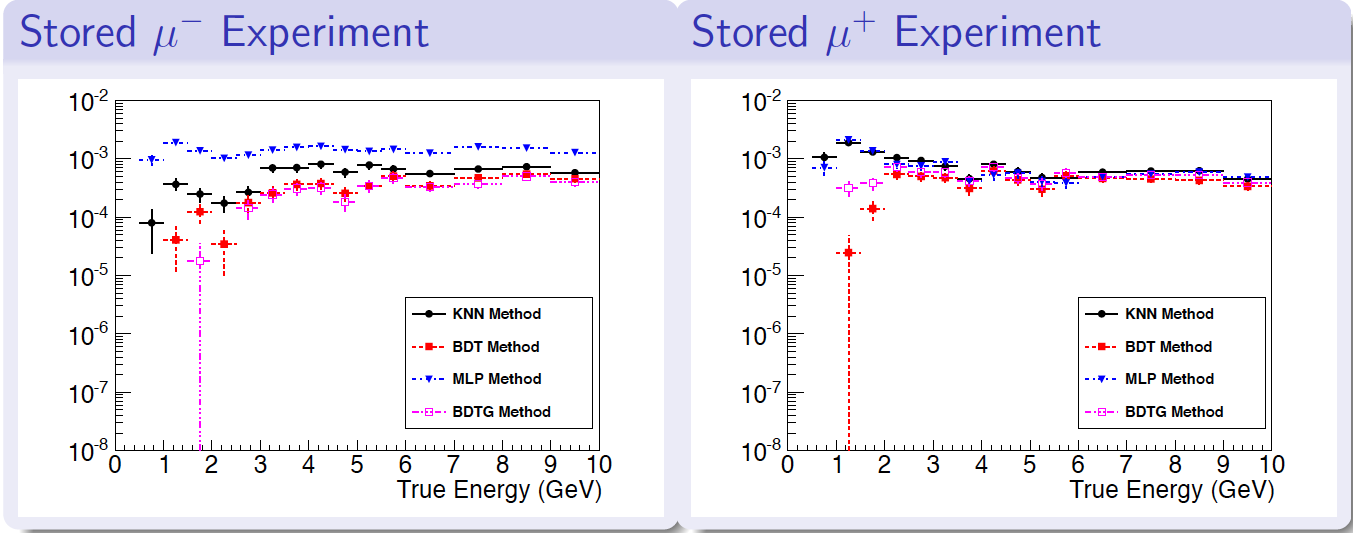 Stored μ⁻ Experiment
10⁻²
10⁻³
10⁻⁴
10⁻⁵
10⁻⁶
10⁻⁷
10⁻⁸
KNN Method
BDT Method
MLP Method
BDTG Method
0 1 2 3 4 5 6 7 8 9 10
True Energy (GeV)
Stored μ⁺ Experiment
10⁻²
10⁻³
10⁻⁴
10⁻⁵
10⁻⁶
10⁻⁷
10⁻⁸
KNN Method
BDT Method
MLP Method
BDTG Method
0 1 2 3 4 5 6 7 8 9 10
True Energy (GeV)